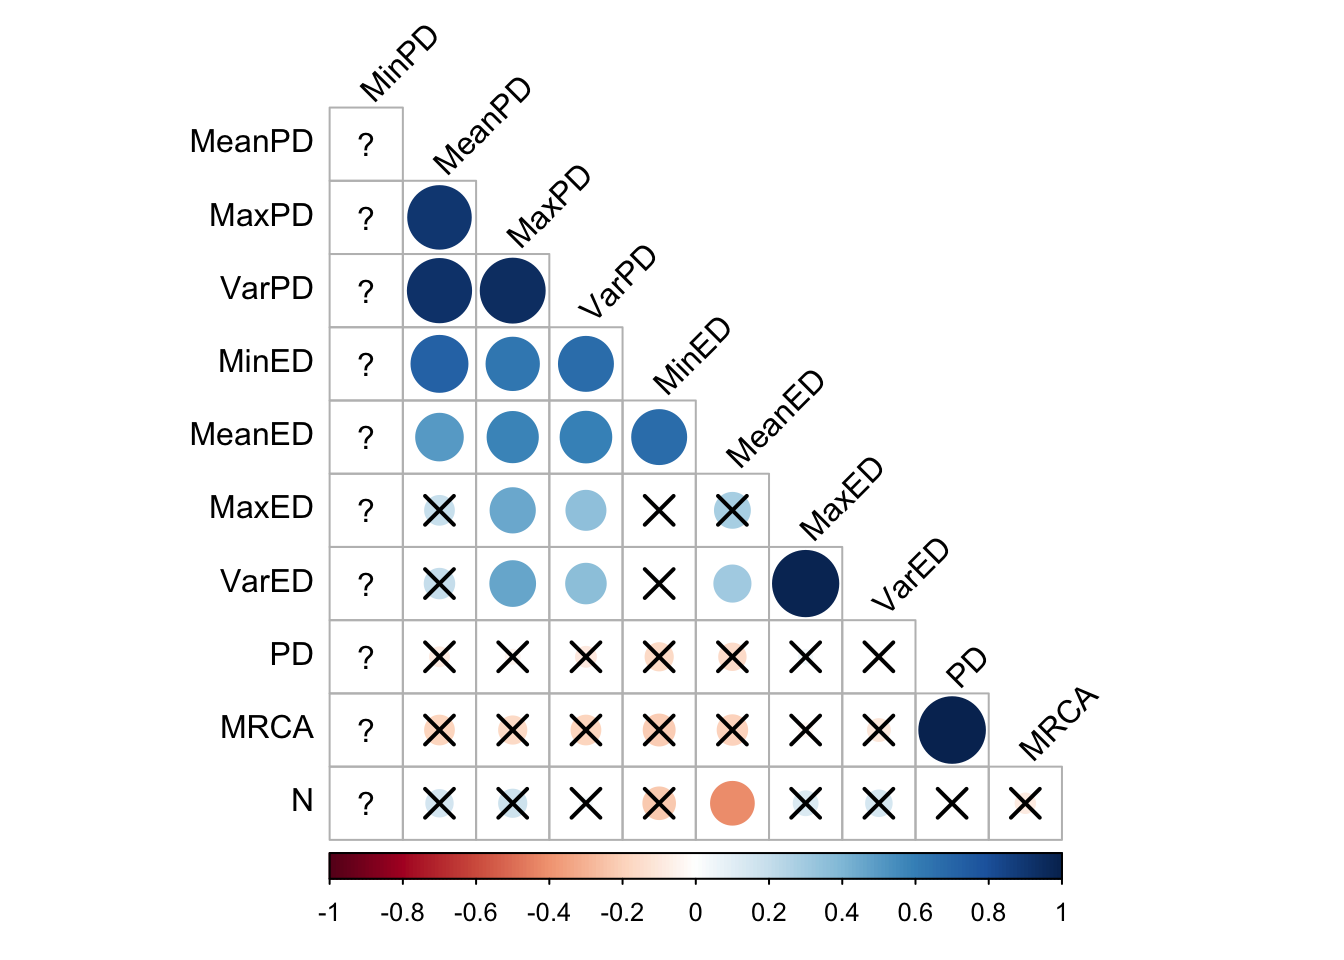 MinPD
MeanPD ? MeanPD
MaxPD ? MaxPD
VarPD ? VarPD
MinED ? MinED
MeanED ? MeanED
MaxED ? MaxED
VarED ? VarED
PD ? PD
MRCA ? MRCA
N ?
-1 -0.8 -0.6 -0.4 -0.2 0 0.2 0.4 0.6 0.8 1